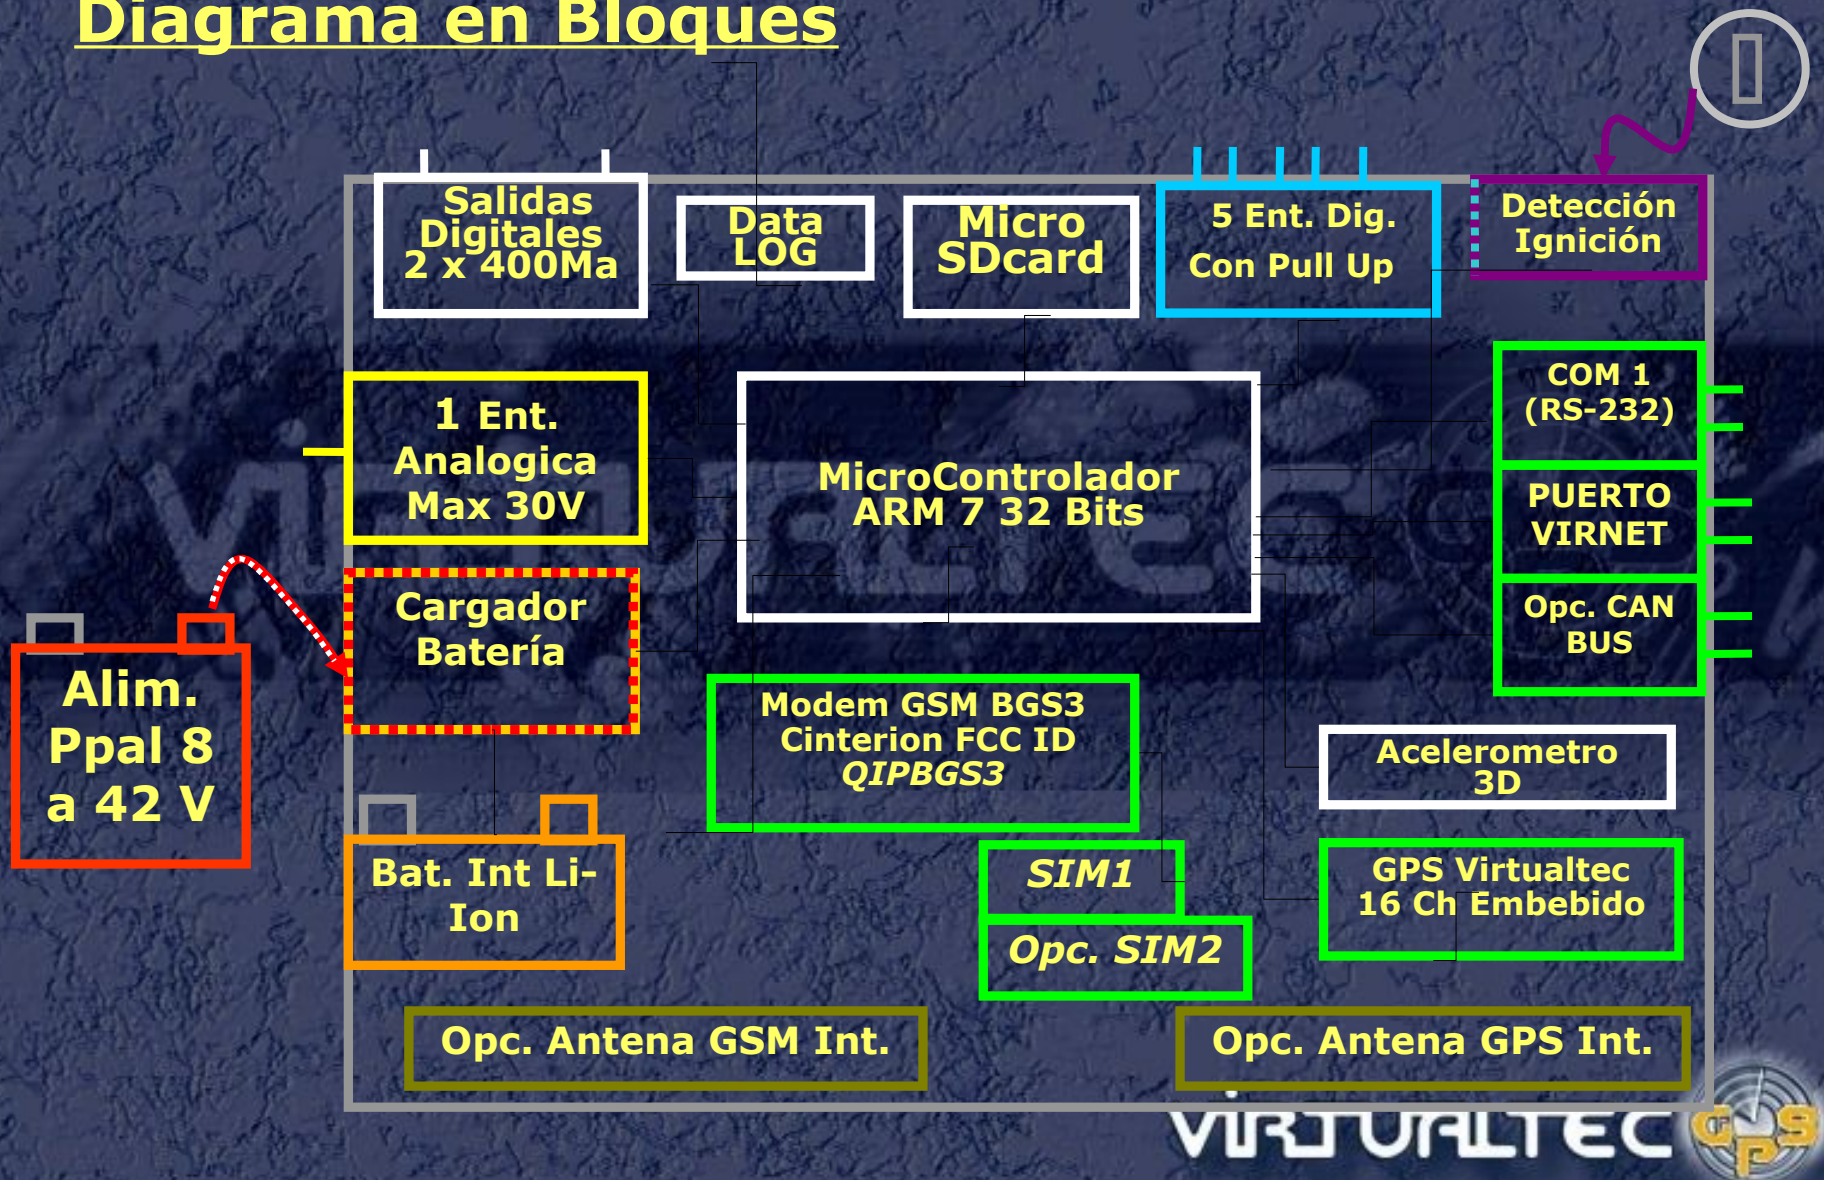 Diagrama en Bloques
Salidas
Digitales
2 x 400Ma
Data
LOG
Micro
SDcard
5 Ent. Dig.
Con Pull Up
Detección
Ignición
1 Ent.
Analogica
Max 30V
MicroControlador
ARM 7 32 Bits
COM 1
(RS-232)
PUERTO
VIRNET
Opc. CAN
BUS
Cargador
Batería
Alim.
Ppal 8
a 42 V
Modem GSM BGS3
Cinterion FCC ID
QIPBGS3
Acelerometro
3D
Bat. Int Li-
Ion
SIM1
Opc. SIM2
GPS Virtualtec
16 Ch Embebido
Opc. Antena GSM Int.
Opc. Antena GPS Int.
VIRTUALTEC
GPS